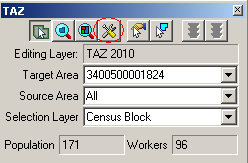 TAZ
Editing Layer: TAZ 2010
Target Area 3400500001824
Source Area All
Selection Layer Census Block
Population 171 Workers 96